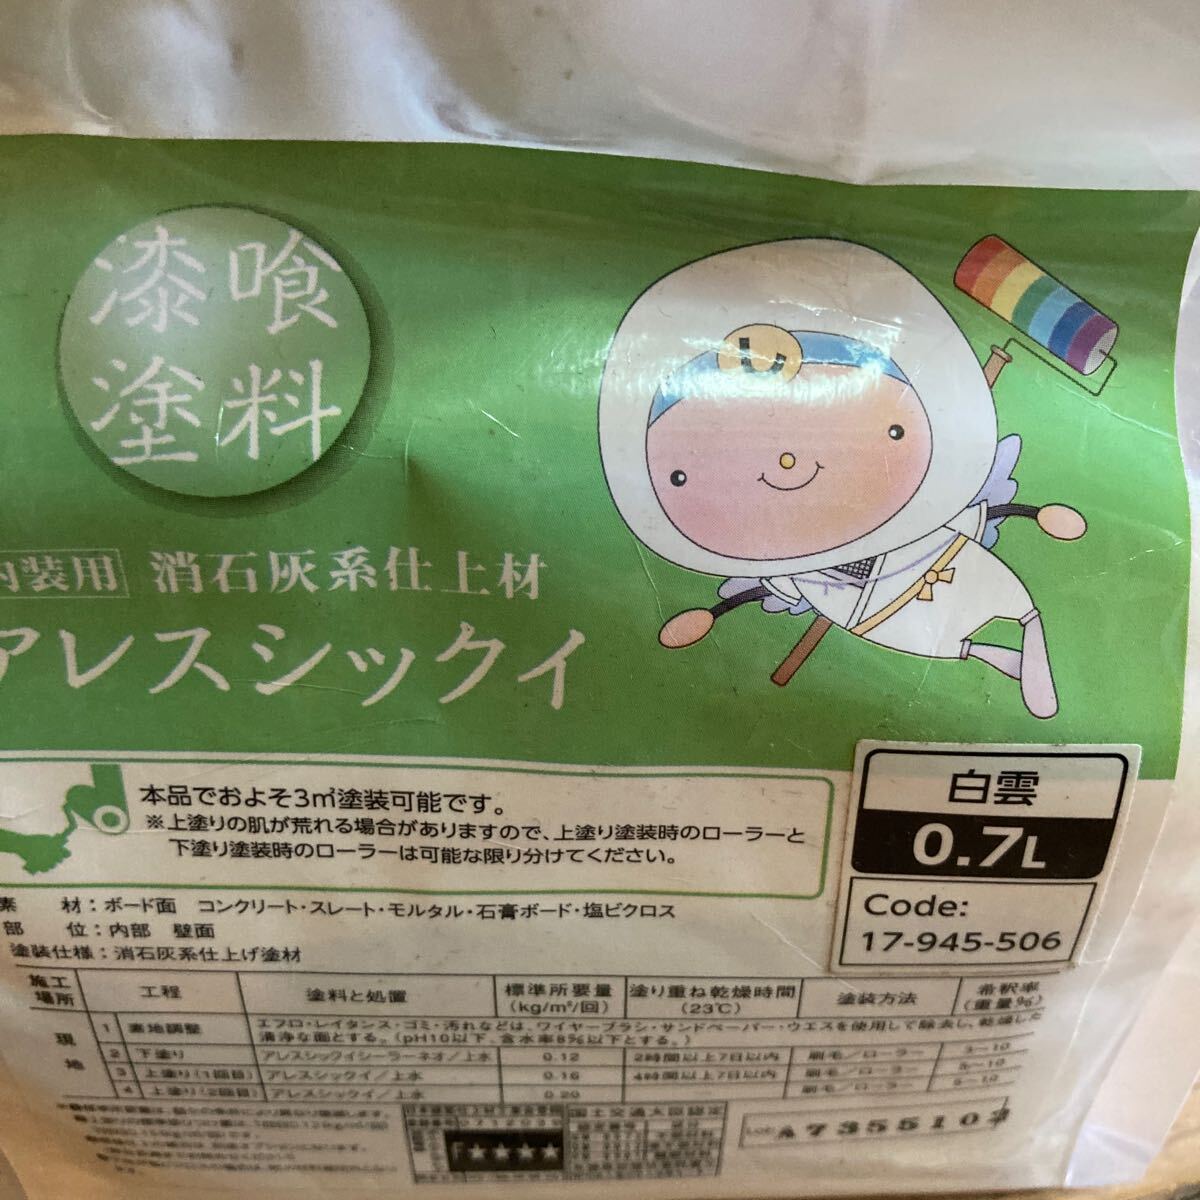 漆喰
塗料
し
内装用 消石灰系仕上材
アレスシックイ
本品でおよそ3㎡塗装可能です。
※上塗りの肌が荒れる場合がありますので、上塗り塗装時のローラーと
下塗り塗装時のローラーは可能な限り分けてください。
白雲
0.7L
Code:
17-945-506
素 材：ボード面 コンクリート・スレート・モルタル・石膏ボード・塩ビクロス
部 位：内部 壁面
塗装仕様：消石灰系仕上げ塗材
施工場所 工程 塗料と処置 標準所要量(kg/㎡/回) 塗り重ね乾燥時間(23℃) 塗装方法 希釈率(重量%)
現地
1 素地調整 エフロ・レイタンス・ゴミ・汚れなどは、ワイヤーブラシ・サンドペーパー・ウエスを使用して除去し、乾燥した
清浄な面とする。(pH10以下、含水率8%以下とする。)
2 下塗り アレスシックイシーラーネオ／上水 0.12 2時間以上7日以内 刷毛／ローラー 5～10
3 上塗り(1回目) アレスシックイ／上水 0.16 4時間以上7日以内 刷毛／ローラー 5～10
4 上塗り(2回目) アレスシックイ／上水 0.20 刷毛／ローラ 5～10
国土交通大臣認定
★★★★